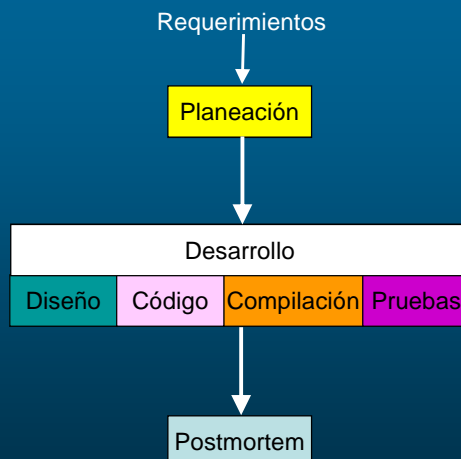 Requerimientos
Planeación
Desarrollo
Diseño Código Compilación Pruebas
Postmortem